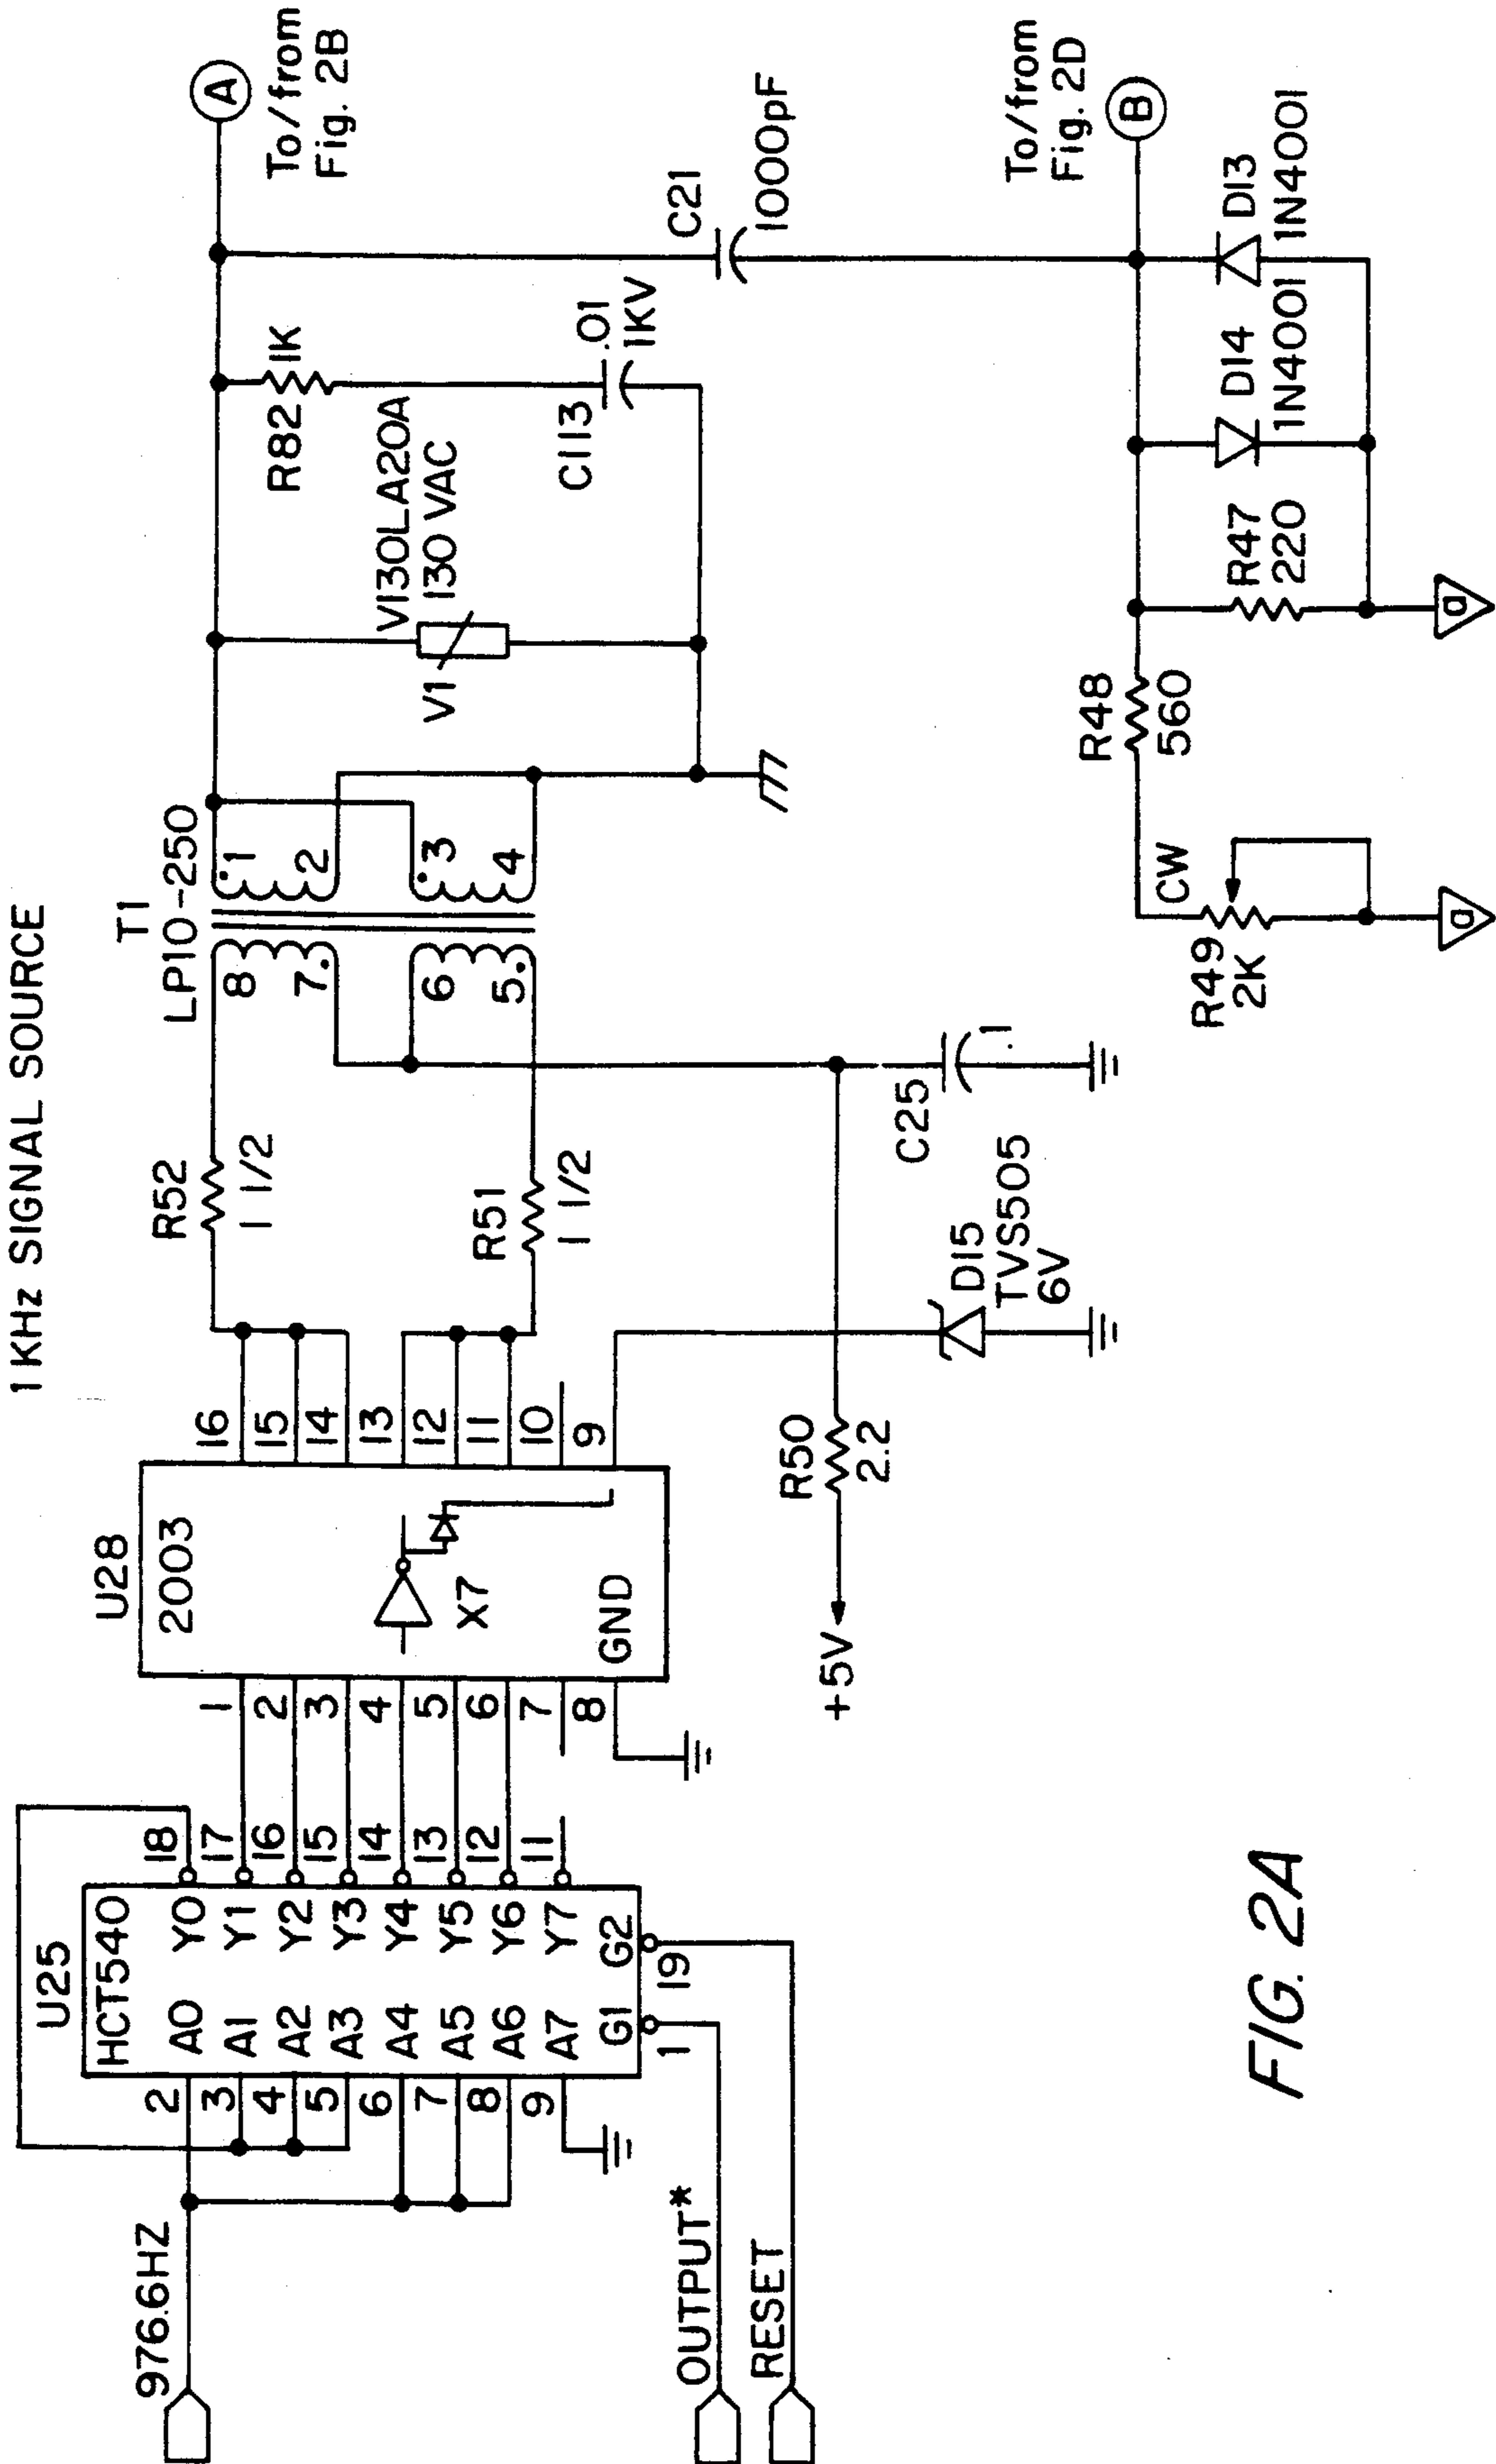 1KHz SIGNAL SOURCE
976.6HZ
OUTPUT*
RESET
U25
HCT540
2
3
4
5
6
7
8
9
A0 Y0
A1 Y1
A2 Y2
A3 Y3
A4 Y4
A5 Y5
A6 Y6
A7 Y7
G1 G2
1
19
18
17
16
15
14
13
12
11
U28
2003
X7
GND
1
2
3
4
5
6
7
8
16
15
14
13
12
11
10
9
R52
1 1/2
R51
1 1/2
+5V
R50
2.2
D15
TVS505
6V
C25
.1
T1
LP10-250
8
7
6
5
1
2
3
4
V1
V130LA20A
130 VAC
R82
1K
C113
.01
1KV
C21
1000pF
A
To/from
Fig. 2B
B
To/from
Fig. 2D
R49
2K
CW
R48
560
R47
220
D14
1N4001
D13
1N4001
a
a
FIG. 2A